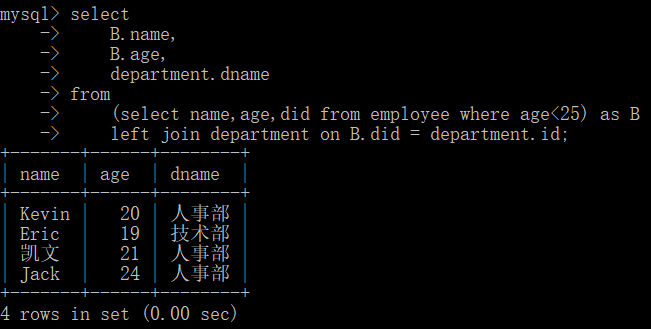 mysql> select
    ->     B.name,
    ->     B.age,
    ->     department.dname
    -> from
    ->     (select name,age,did from employee where age<25) as B
    ->     left join department on B.did = department.id;
+-------+------+--------+
| name  | age  | dname  |
+-------+------+--------+
| Kevin |   20 | 人事部 |
| Eric  |   19 | 技术部 |
| 凯文  |   21 | 人事部 |
| Jack  |   24 | 人事部 |
+-------+------+--------+
4 rows in set (0.00 sec)